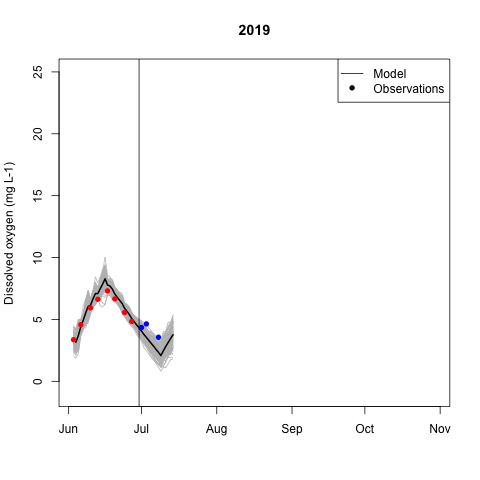 2019
Model
Observations
Dissolved oxygen (mg L-1)
25
20
15
10
5
0
Jun Jul Aug Sep Oct Nov